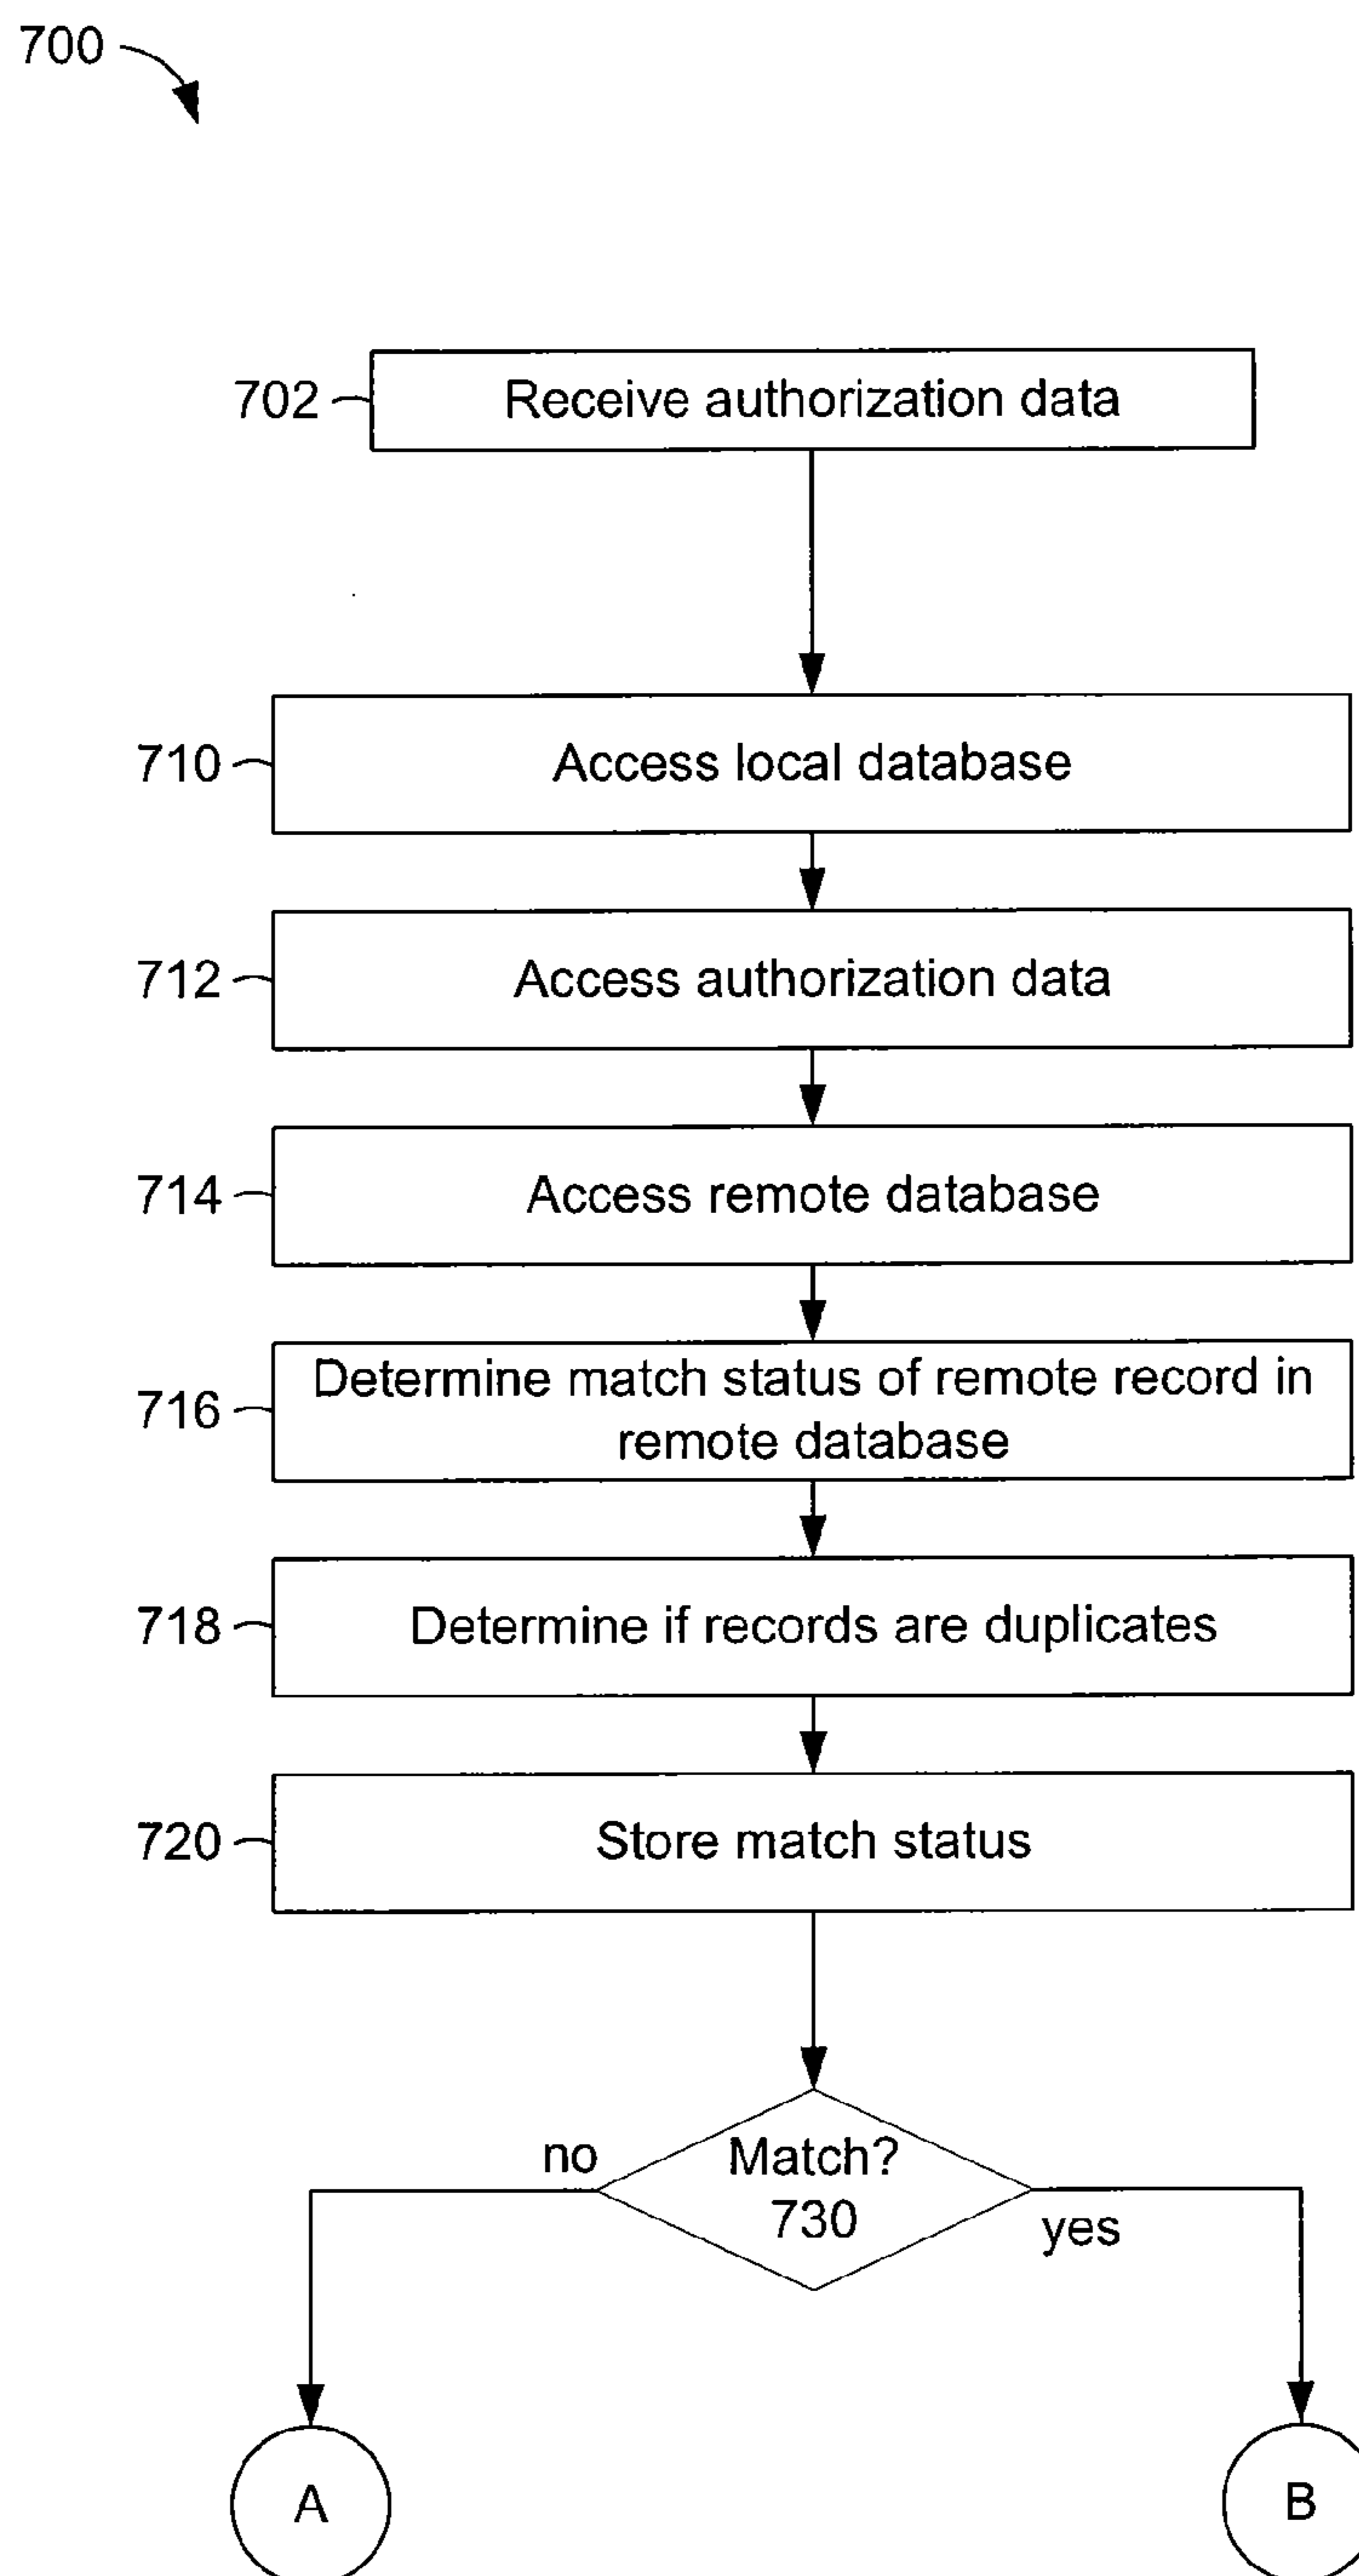 700
702
Receive authorization data
710
Access local database
712
Access authorization data
714
Access remote database
716
Determine match status of remote record in
remote database
718
Determine if records are duplicates
720
Store match status
no
Match?
730
yes
A
B